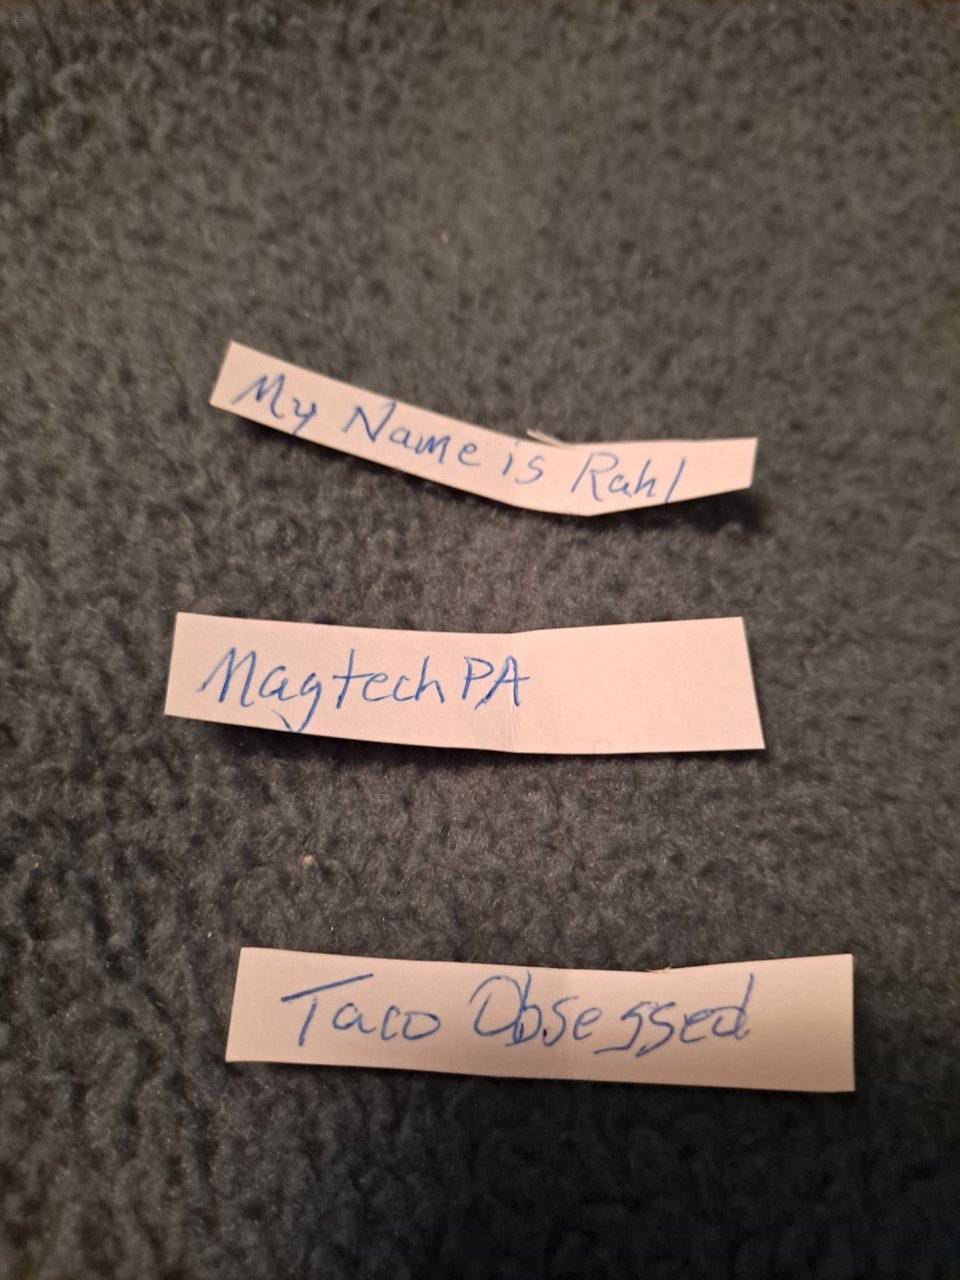 My Name is Rahl
MagtechPA
Taco Obsessed